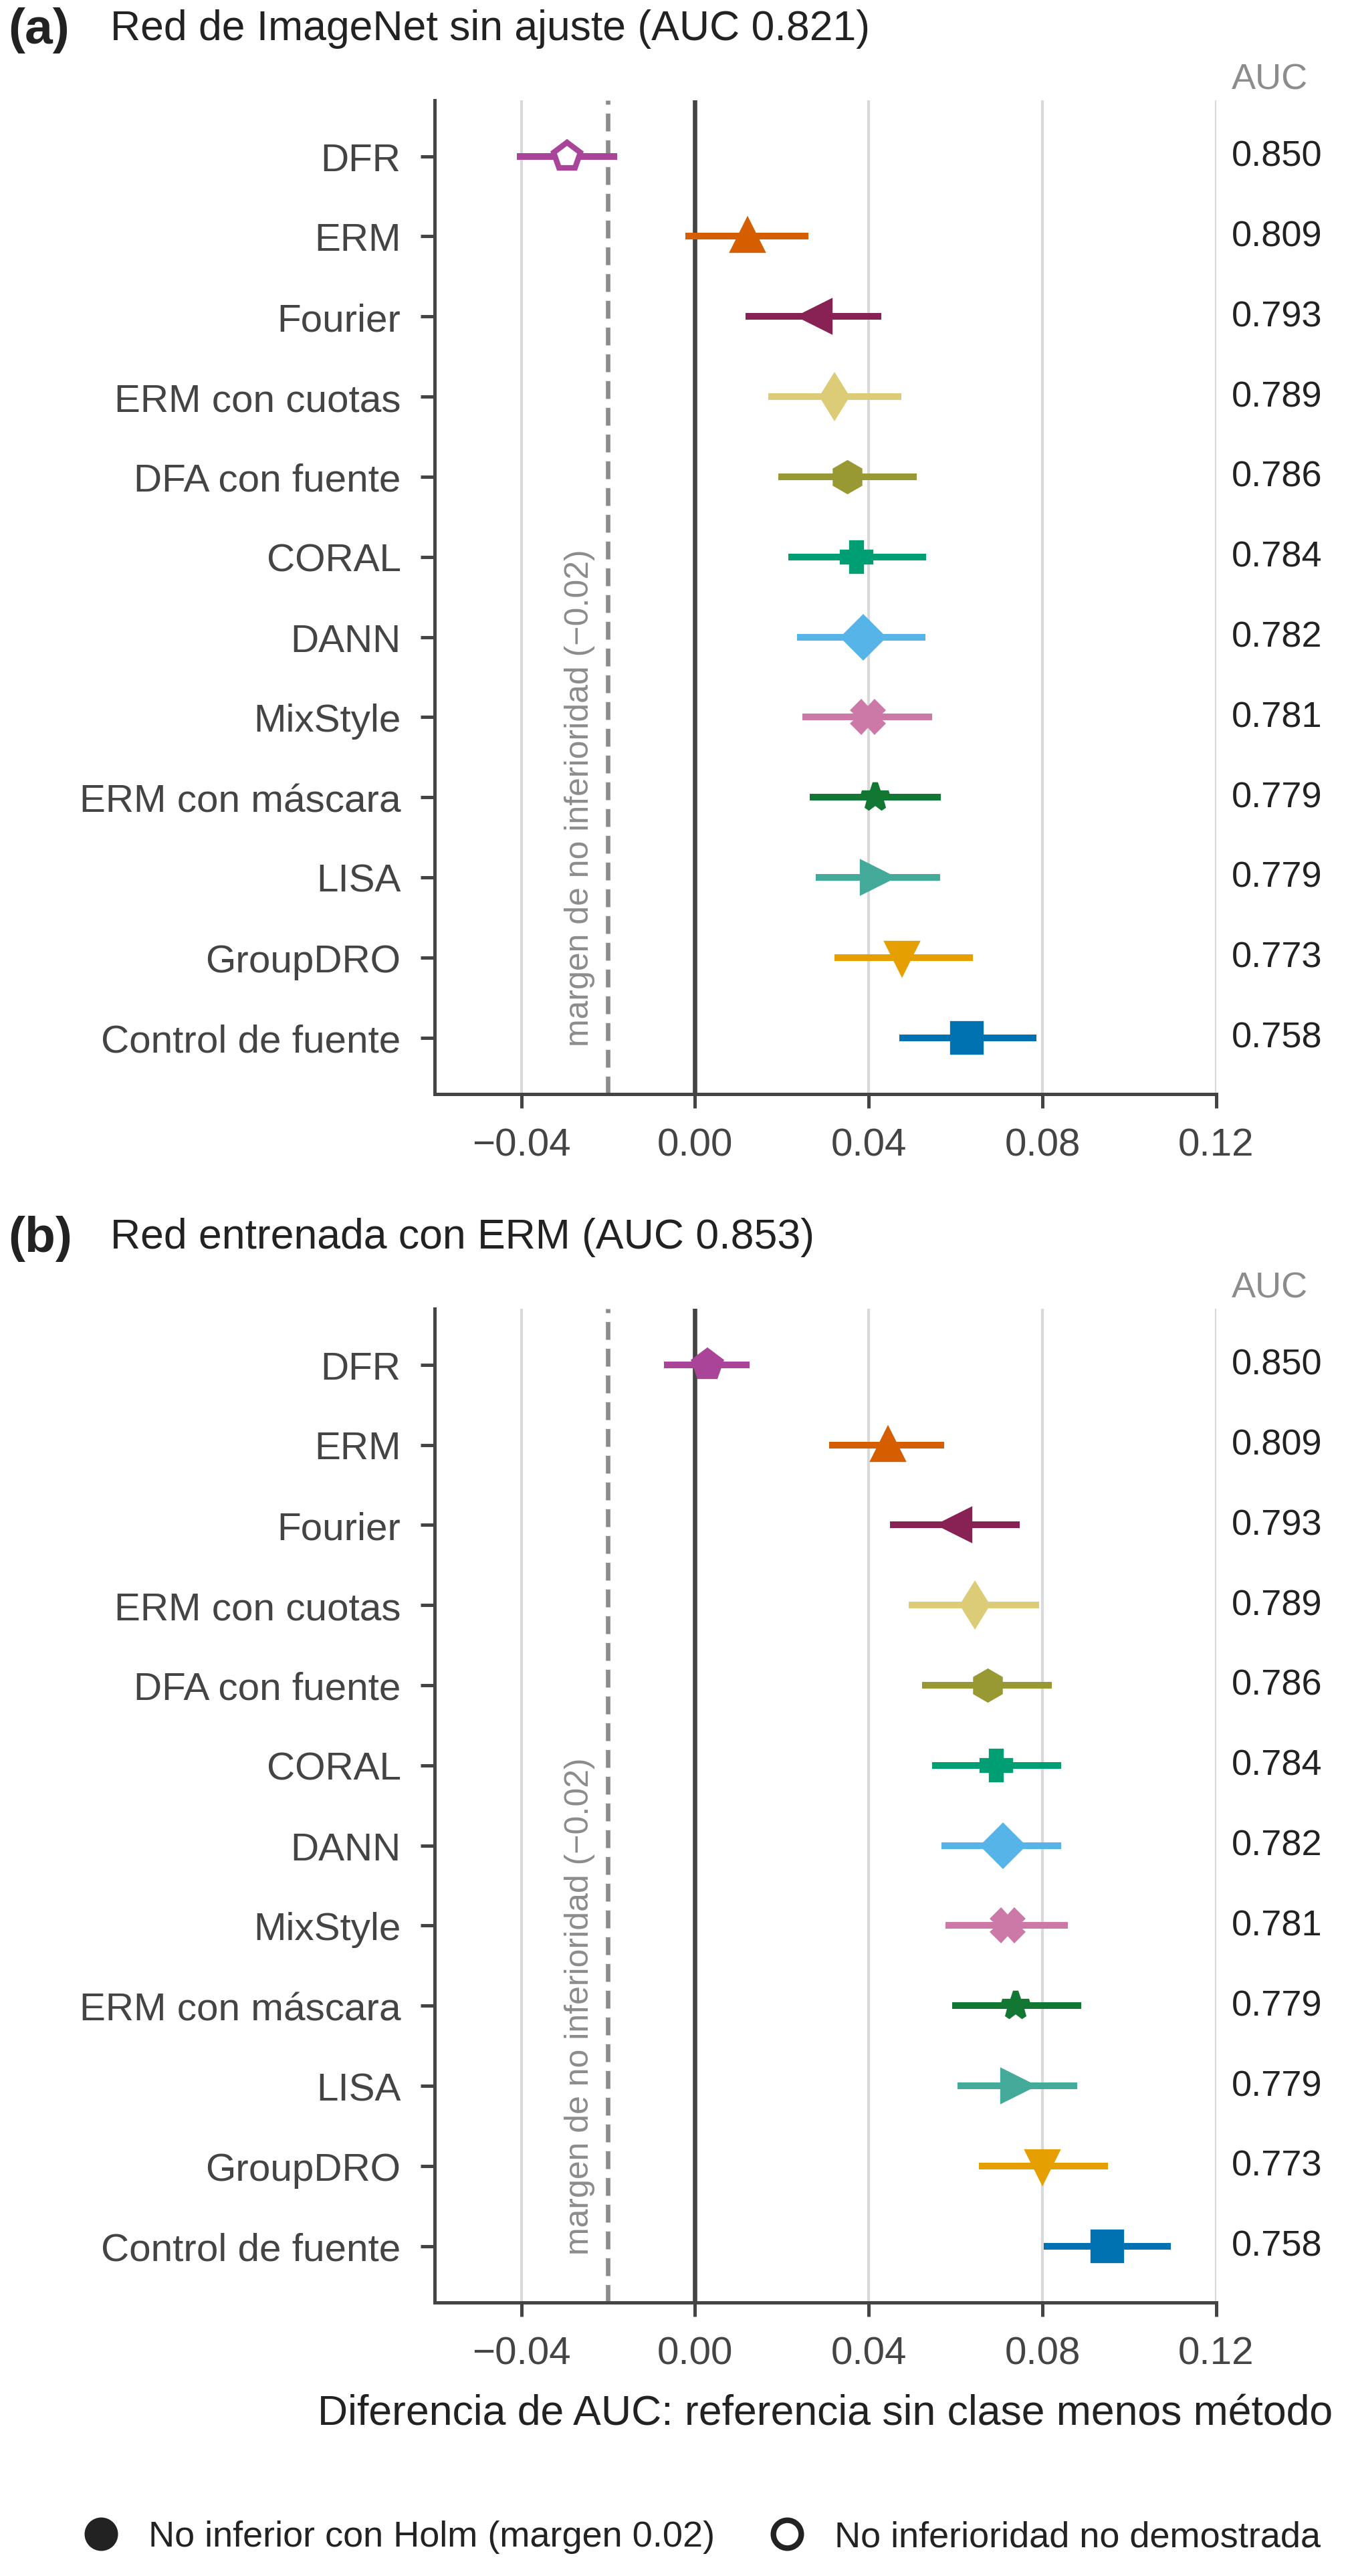 (a) Red de ImageNet sin ajuste (AUC 0.821)
AUC
DFR 0.850
ERM 0.809
Fourier 0.793
ERM con cuotas 0.789
DFA con fuente 0.786
CORAL 0.784
DANN 0.782
MixStyle 0.781
ERM con máscara 0.779
LISA 0.779
GroupDRO 0.773
Control de fuente 0.758
margen de no inferioridad (−0.02)
−0.04 0.00 0.04 0.08 0.12
(b) Red entrenada con ERM (AUC 0.853)
AUC
DFR 0.850
ERM 0.809
Fourier 0.793
ERM con cuotas 0.789
DFA con fuente 0.786
CORAL 0.784
DANN 0.782
MixStyle 0.781
ERM con máscara 0.779
LISA 0.779
GroupDRO 0.773
Control de fuente 0.758
margen de no inferioridad (−0.02)
−0.04 0.00 0.04 0.08 0.12
Diferencia de AUC: referencia sin clase menos método
No inferior con Holm (margen 0.02) No inferioridad no demostrada